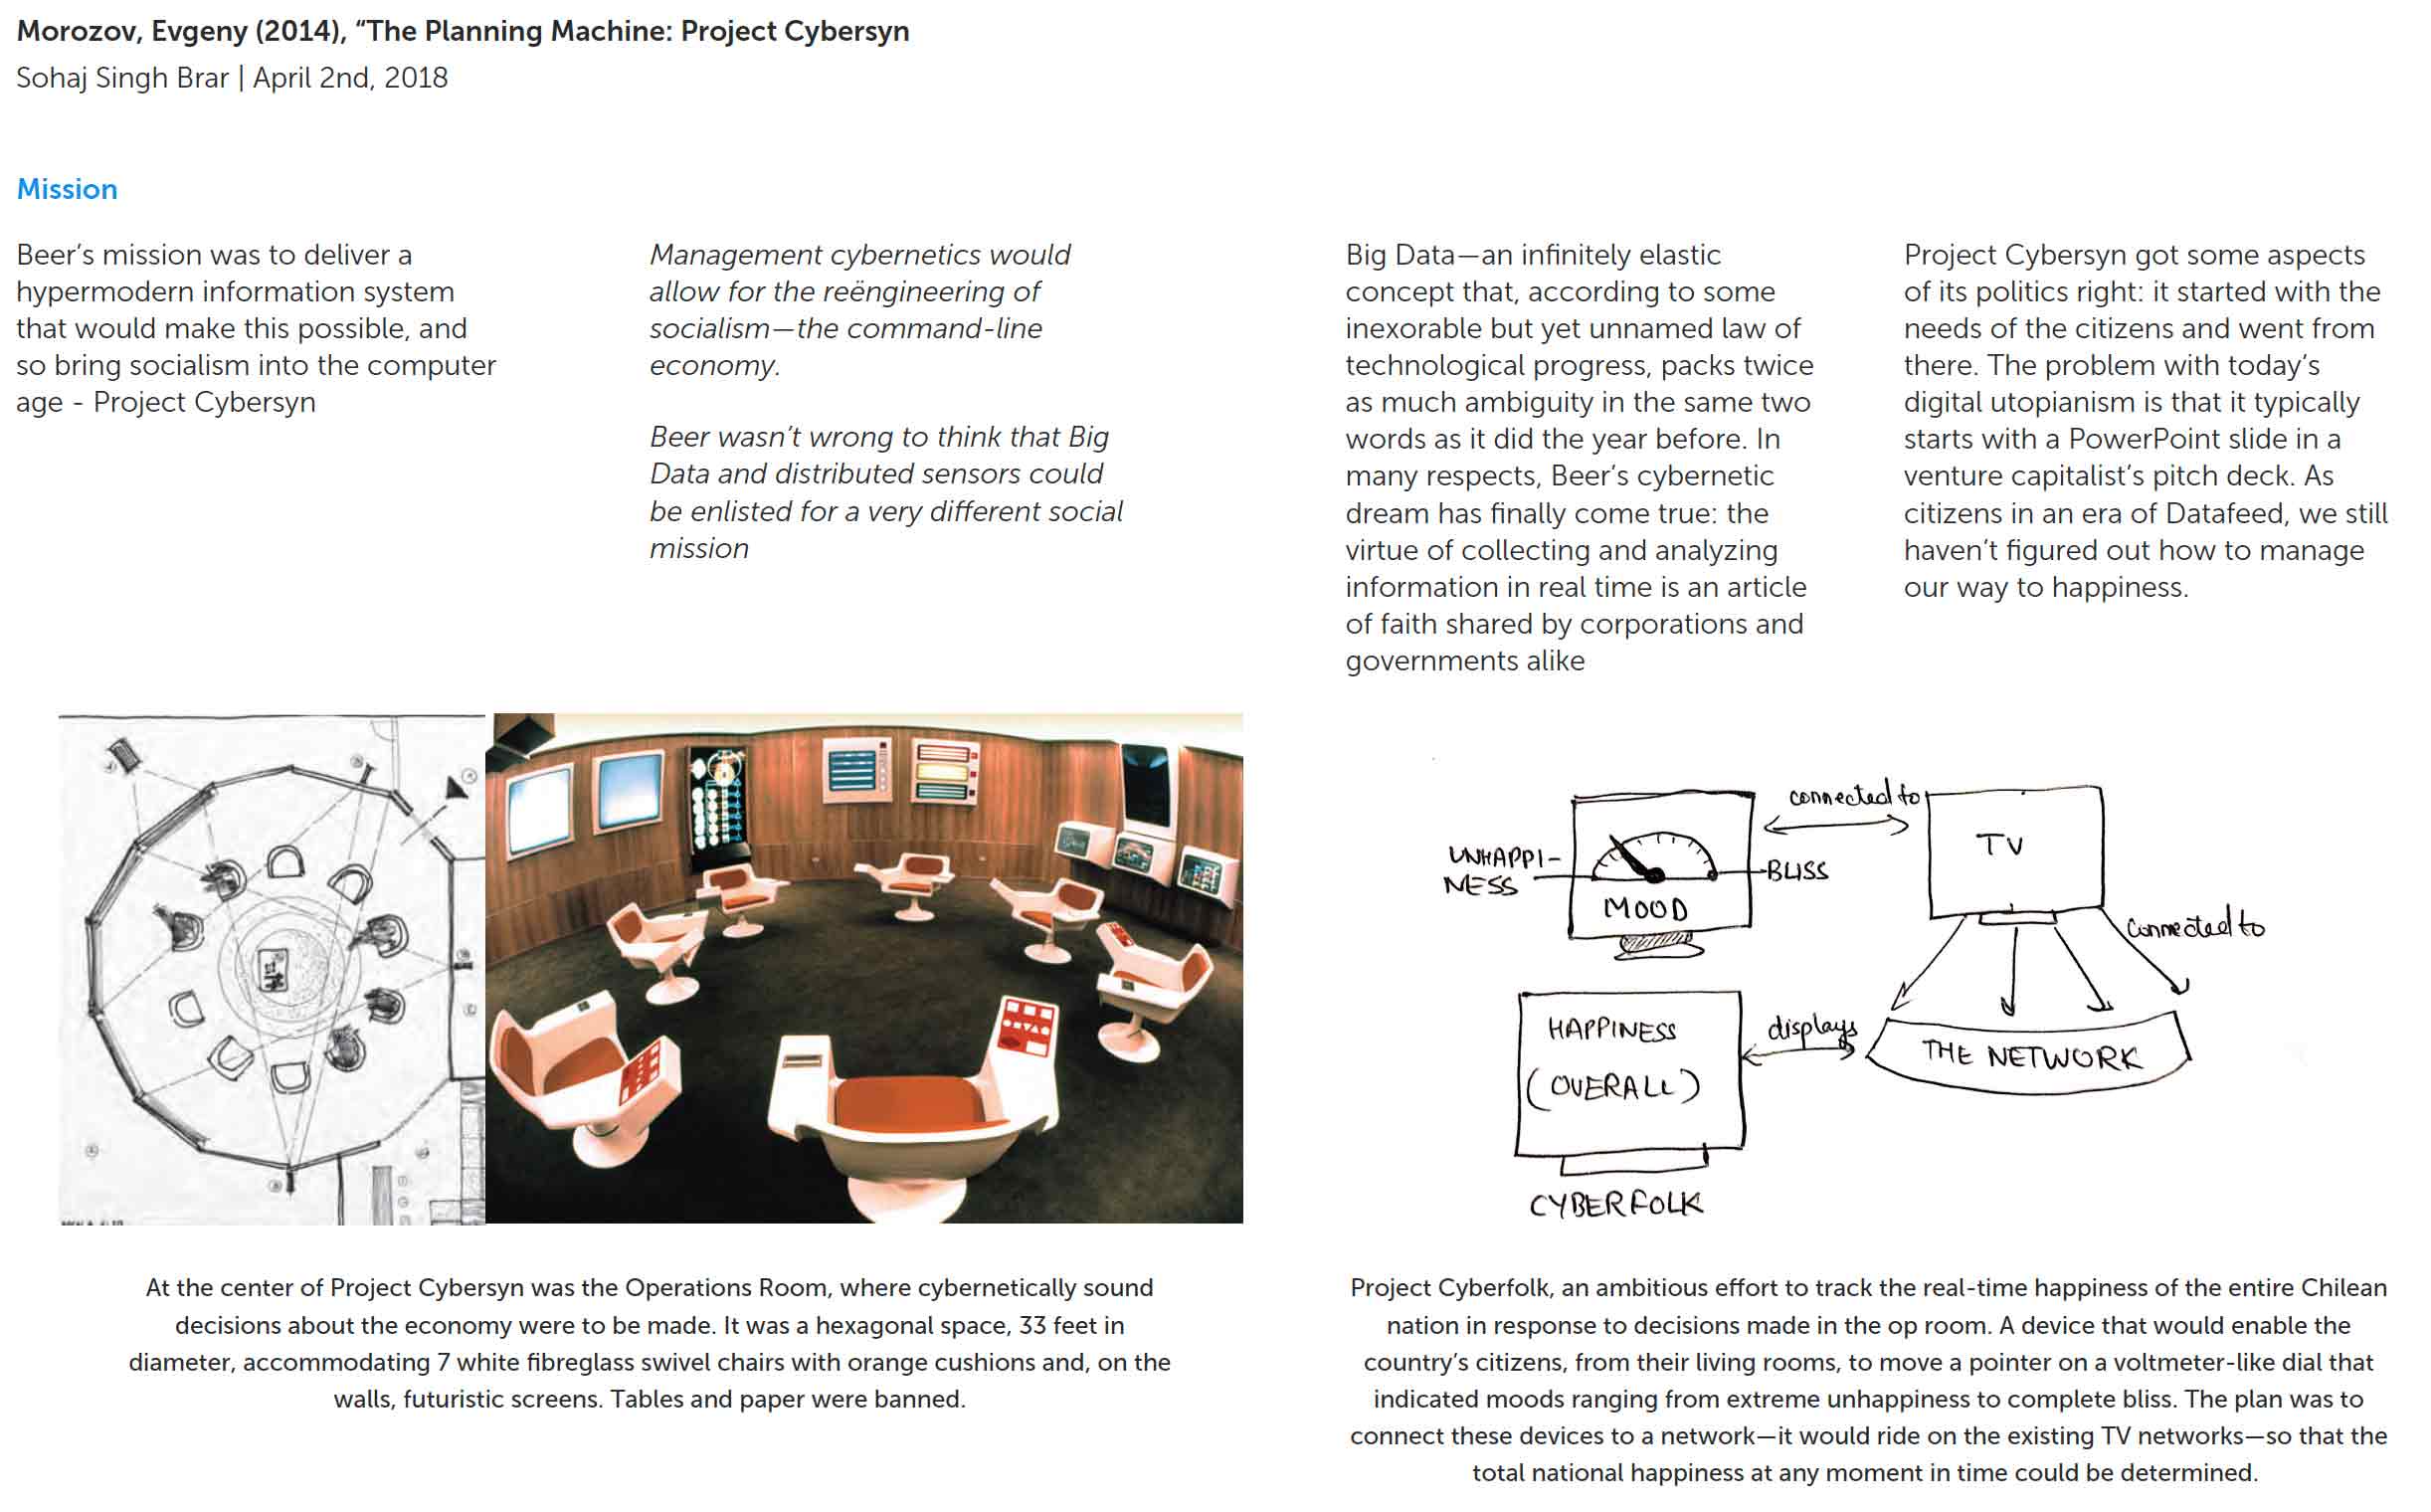 Morozov, Evgeny (2014), “The Planning Machine: Project Cybersyn
Sohaj Singh Brar | April 2nd, 2018
Mission
Beer’s mission was to deliver a
hypermodern information system
that would make this possible, and
so bring socialism into the computer
age - Project Cybersyn
Management cybernetics would
allow for the reëngineering of
socialism—the command-line
economy.
Beer wasn’t wrong to think that Big
Data and distributed sensors could
be enlisted for a very different social
mission
Big Data—an infinitely elastic
concept that, according to some
inexorable but yet unnamed law of
technological progress, packs twice
as much ambiguity in the same two
words as it did the year before. In
many respects, Beer’s cybernetic
dream has finally come true: the
virtue of collecting and analyzing
information in real time is an article
of faith shared by corporations and
governments alike
Project Cybersyn got some aspects
of its politics right: it started with the
needs of the citizens and went from
there. The problem with today’s
digital utopianism is that it typically
starts with a PowerPoint slide in a
venture capitalist’s pitch deck. As
citizens in an era of Datafeed, we still
haven’t figured out how to manage
our way to happiness.
At the center of Project Cybersyn was the Operations Room, where cybernetically sound
decisions about the economy were to be made. It was a hexagonal space, 33 feet in
diameter, accommodating 7 white fibreglass swivel chairs with orange cushions and, on the
walls, futuristic screens. Tables and paper were banned.
connected to
UNHAPPI-
NESS
BLISS
MOOD
TV
connected to
HAPPINESS
(OVERALL)
displays
THE NETWORK
CYBERFOLK
Project Cyberfolk, an ambitious effort to track the real-time happiness of the entire Chilean
nation in response to decisions made in the op room. A device that would enable the
country’s citizens, from their living rooms, to move a pointer on a voltmeter-like dial that
indicated moods ranging from extreme unhappiness to complete bliss. The plan was to
connect these devices to a network—it would ride on the existing TV networks—so that the
total national happiness at any moment in time could be determined.